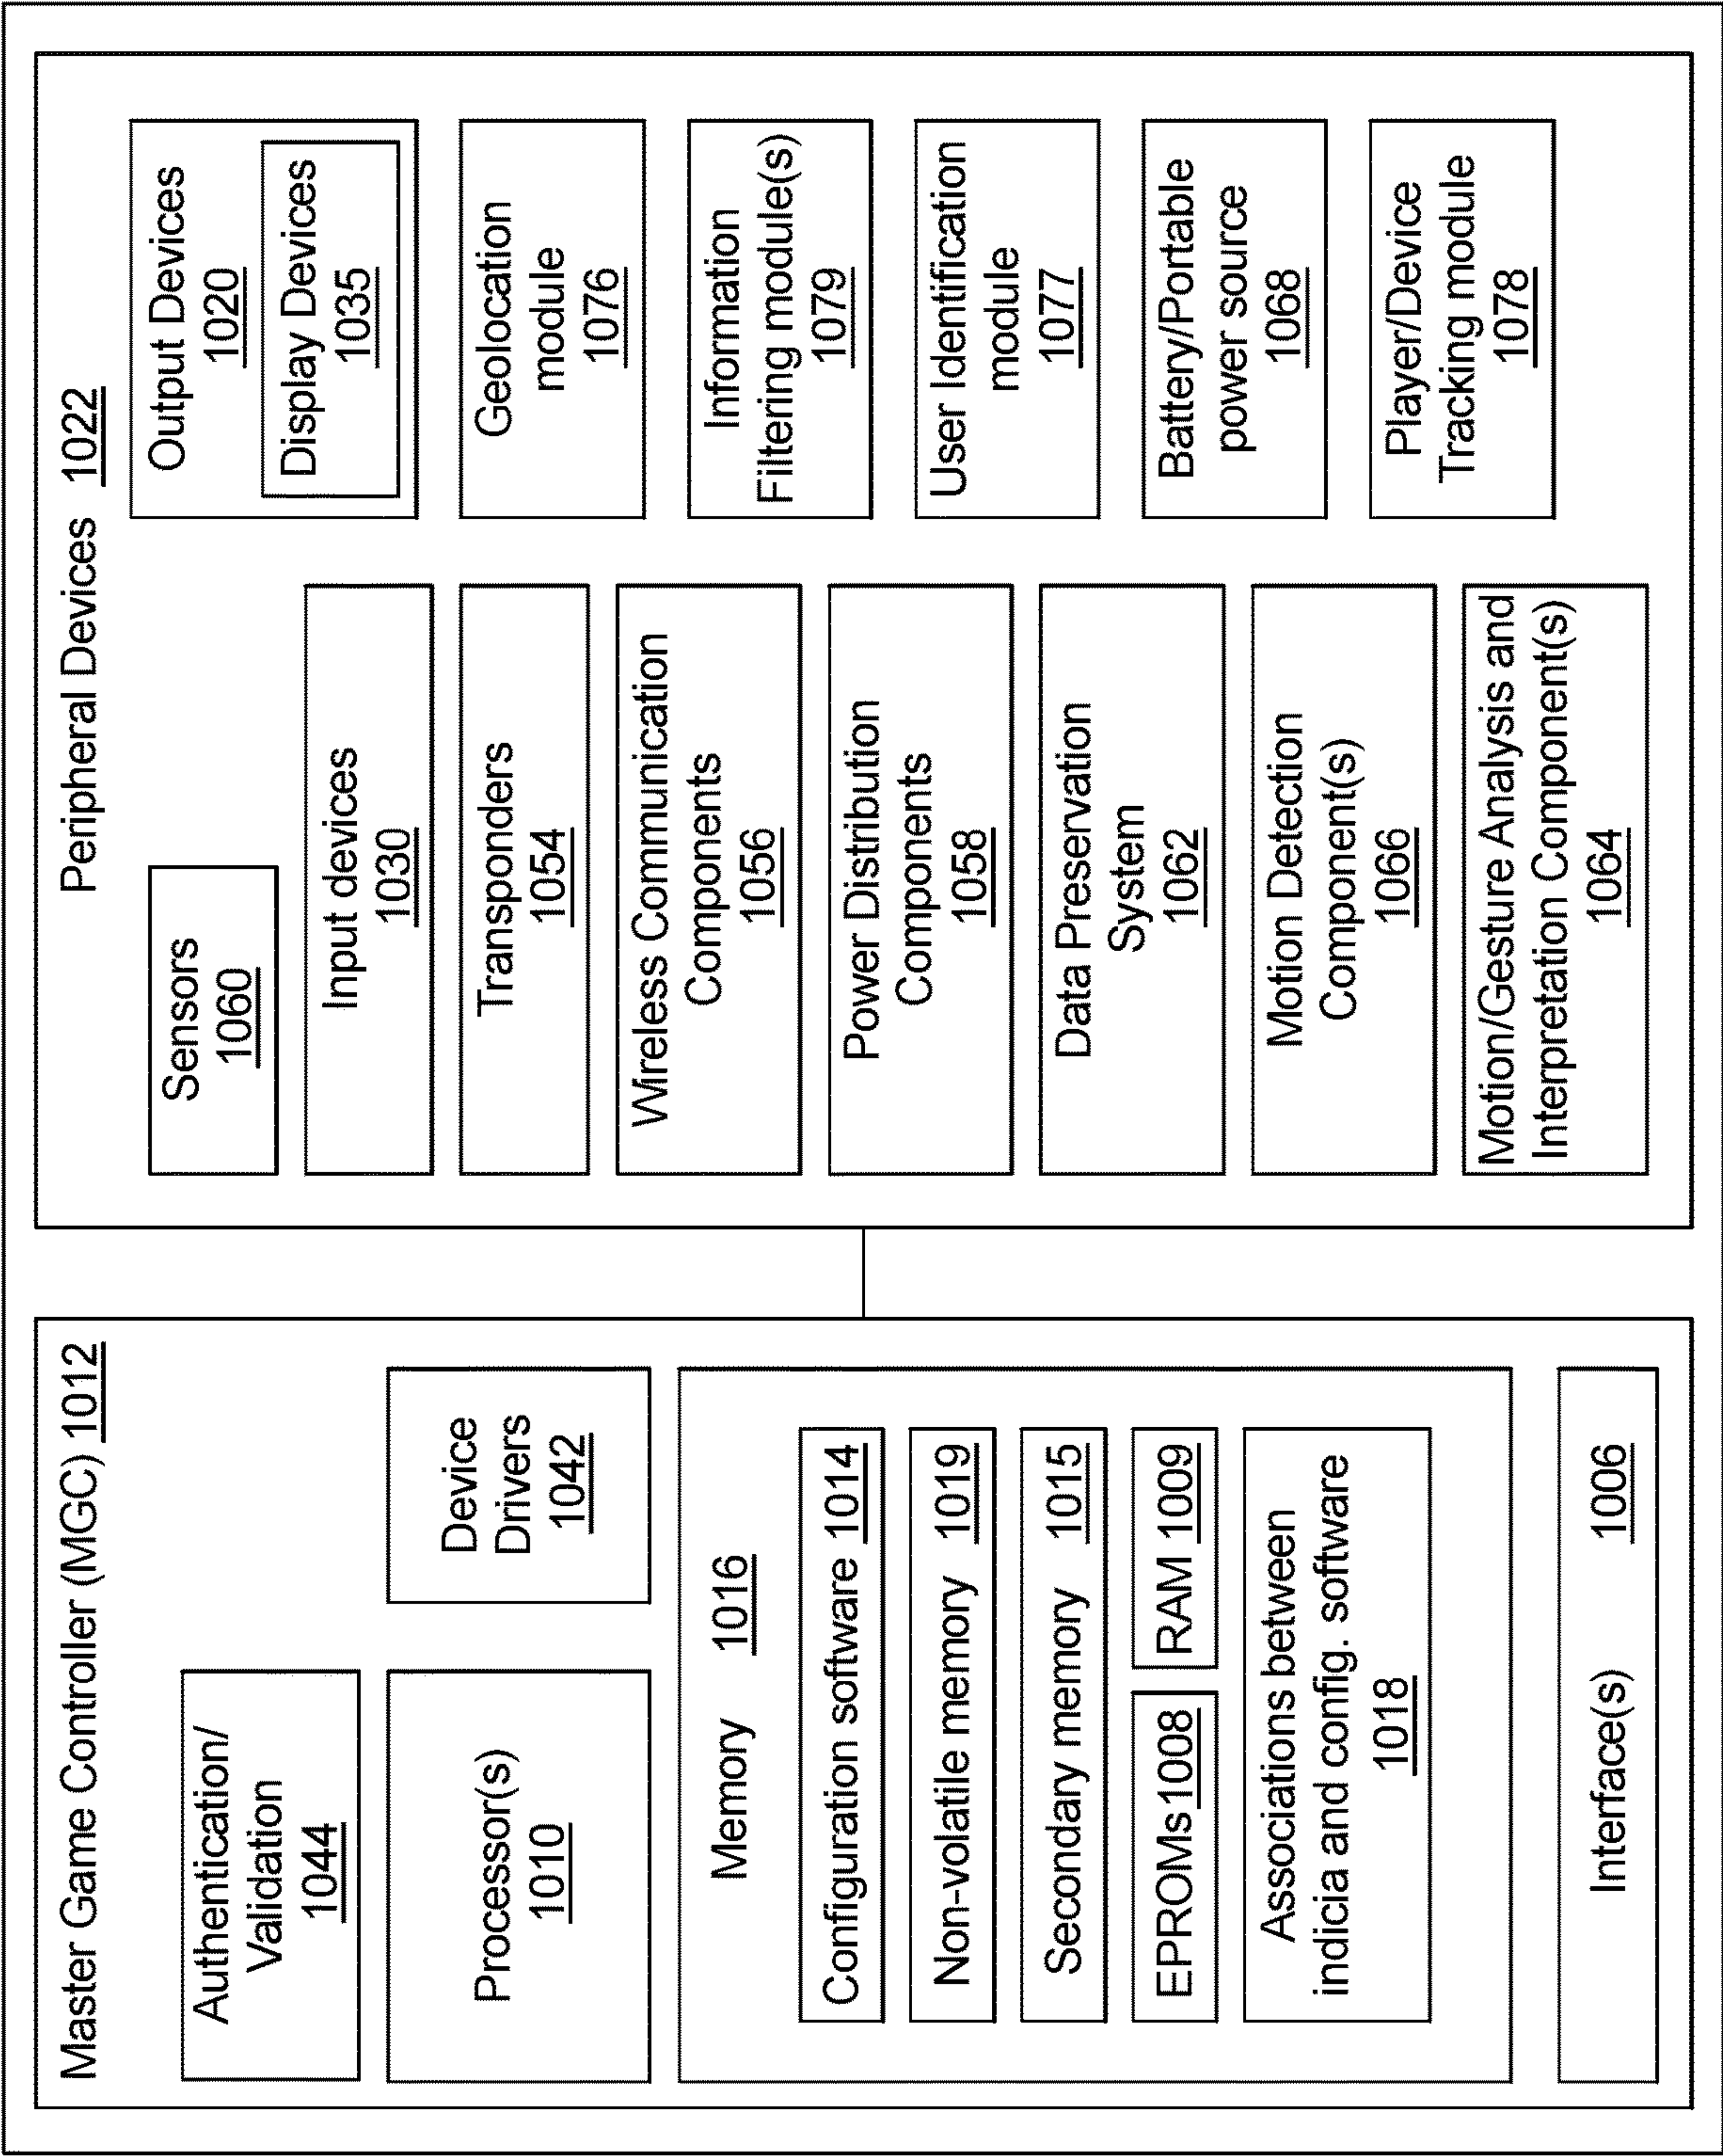 Master Game Controller (MGC) 1012
Authentication/
Validation
1044
Processor(s)
1010
Device
Drivers
1042
Memory 1016
Configuration software 1014
Non-volatile memory 1019
Secondary memory 1015
EPROMs 1008
RAM 1009
Associations between
indicia and config. software
1018
Interface(s) 1006
Peripheral Devices 1022
Sensors
1060
Input devices
1030
Transponders
1054
Wireless Communication
Components
1056
Power Distribution
Components
1058
Data Preservation
System
1062
Motion Detection
Component(s)
1066
Motion/Gesture Analysis and
Interpretation Component(s)
1064
Output Devices
1020
Display Devices
1035
Geolocation
module
1076
Information
Filtering module(s)
1079
User Identification
module
1077
Battery/Portable
power source
1068
Player/Device
Tracking module
1078